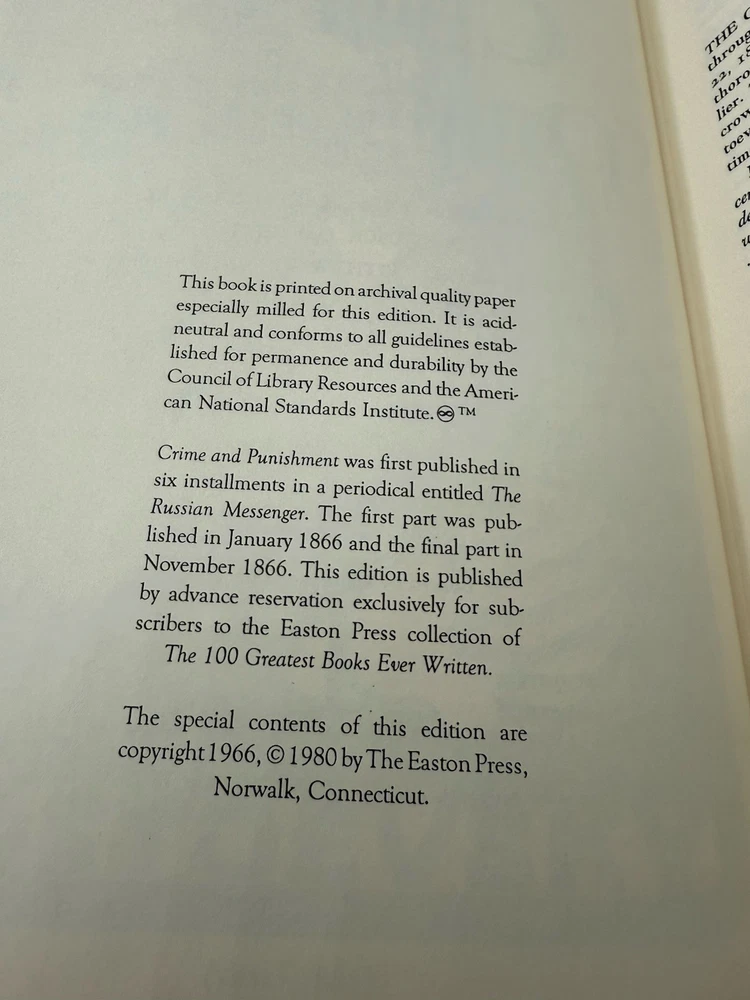 This book is printed on archival quality paper
especially milled for this edition. It is acid-
neutral and conforms to all guidelines estab-
lished for permanence and durability by the
Council of Library Resources and the Ameri-
can National Standards Institute. ♾ ™
Crime and Punishment was first published in
six installments in a periodical entitled The
Russian Messenger. The first part was pub-
lished in January 1866 and the final part in
November 1866. This edition is published
by advance reservation exclusively for sub-
scribers to the Easton Press collection of
The 100 Greatest Books Ever Written.
The special contents of this edition are
copyright 1966, © 1980 by The Easton Press,
Norwalk, Connecticut.
THE